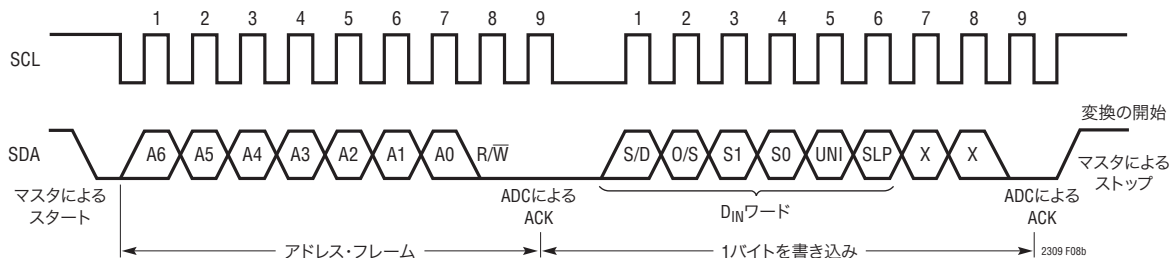 1 2 3 4 5 6 7 8 9 1 2 3 4 5 6 7 8 9
SCL
変換の開始
SDA A6 A5 A4 A3 A2 A1 A0 R/W̅ S/D O/S S1 S0 UNI SLP X X
マスタによる
スタート
ADCによる
ACK
DINワード
ADCによる
ACK
マスタによる
ストップ
アドレス・フレーム
1バイトを書き込み
2309 F08b